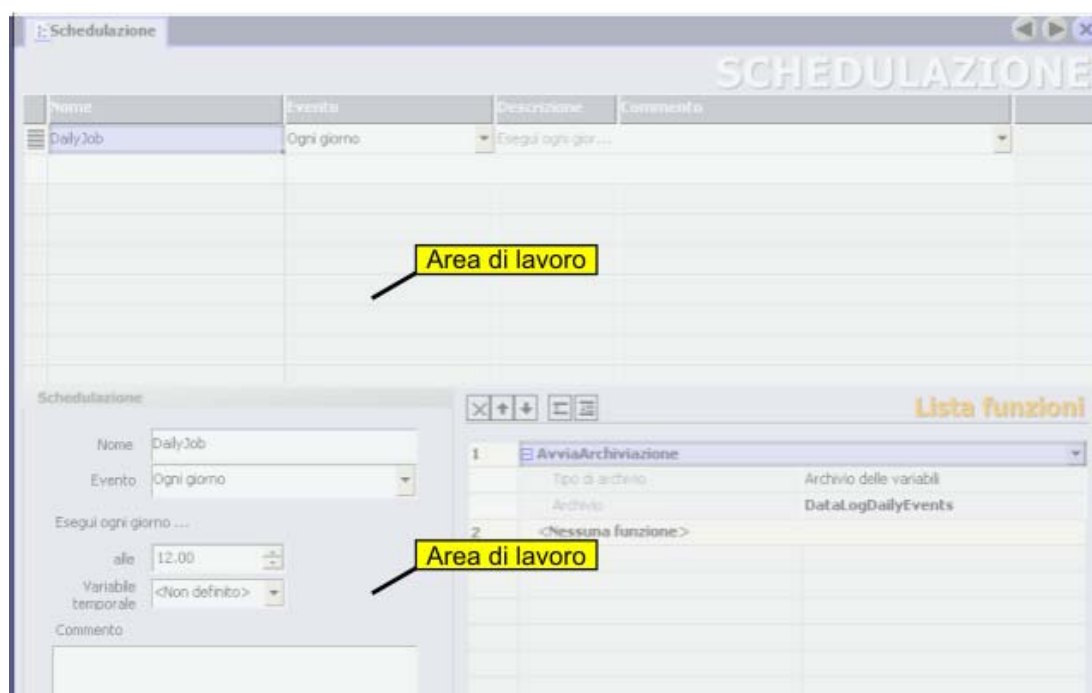 Schedulazione
SCHEDULAZIONE
Nome Evento Descrizione Commento
DailyJob Ogni giorno Esegui ogni gior...
Area di lavoro
Schedulazione
Lista funzioni
Nome DailyJob
Evento Ogni giorno
Esegui ogni giorno ...
alle 12.00
Variabile temporale <Non definito>
Commento
1 AvviaArchiviazione
Tipo di archivio Archivio delle variabili
Archivio DataLogDailyEvents
2 <Nessuna funzione>
Area di lavoro